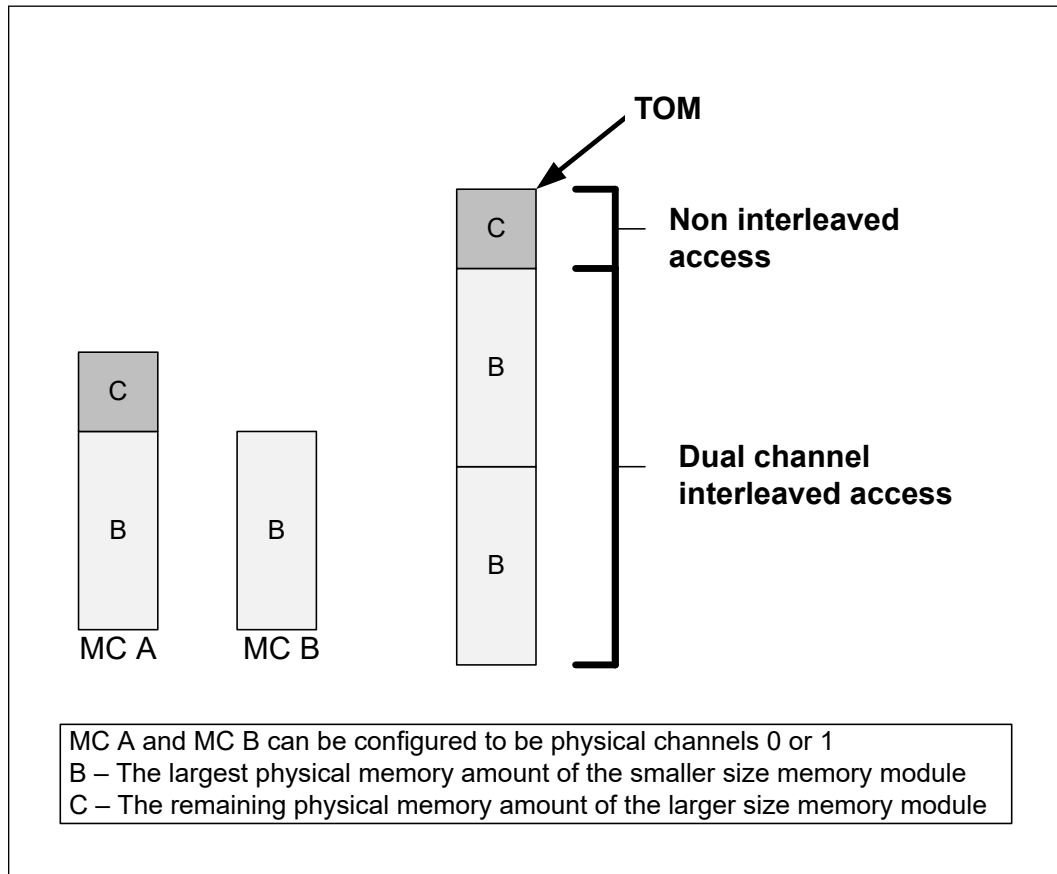 TOM
C
Non interleaved
access
B
C
Dual channel
interleaved access
B
B
B
MC A
MC B
MC A and MC B can be configured to be physical channels 0 or 1
B – The largest physical memory amount of the smaller size memory module
C – The remaining physical memory amount of the larger size memory module